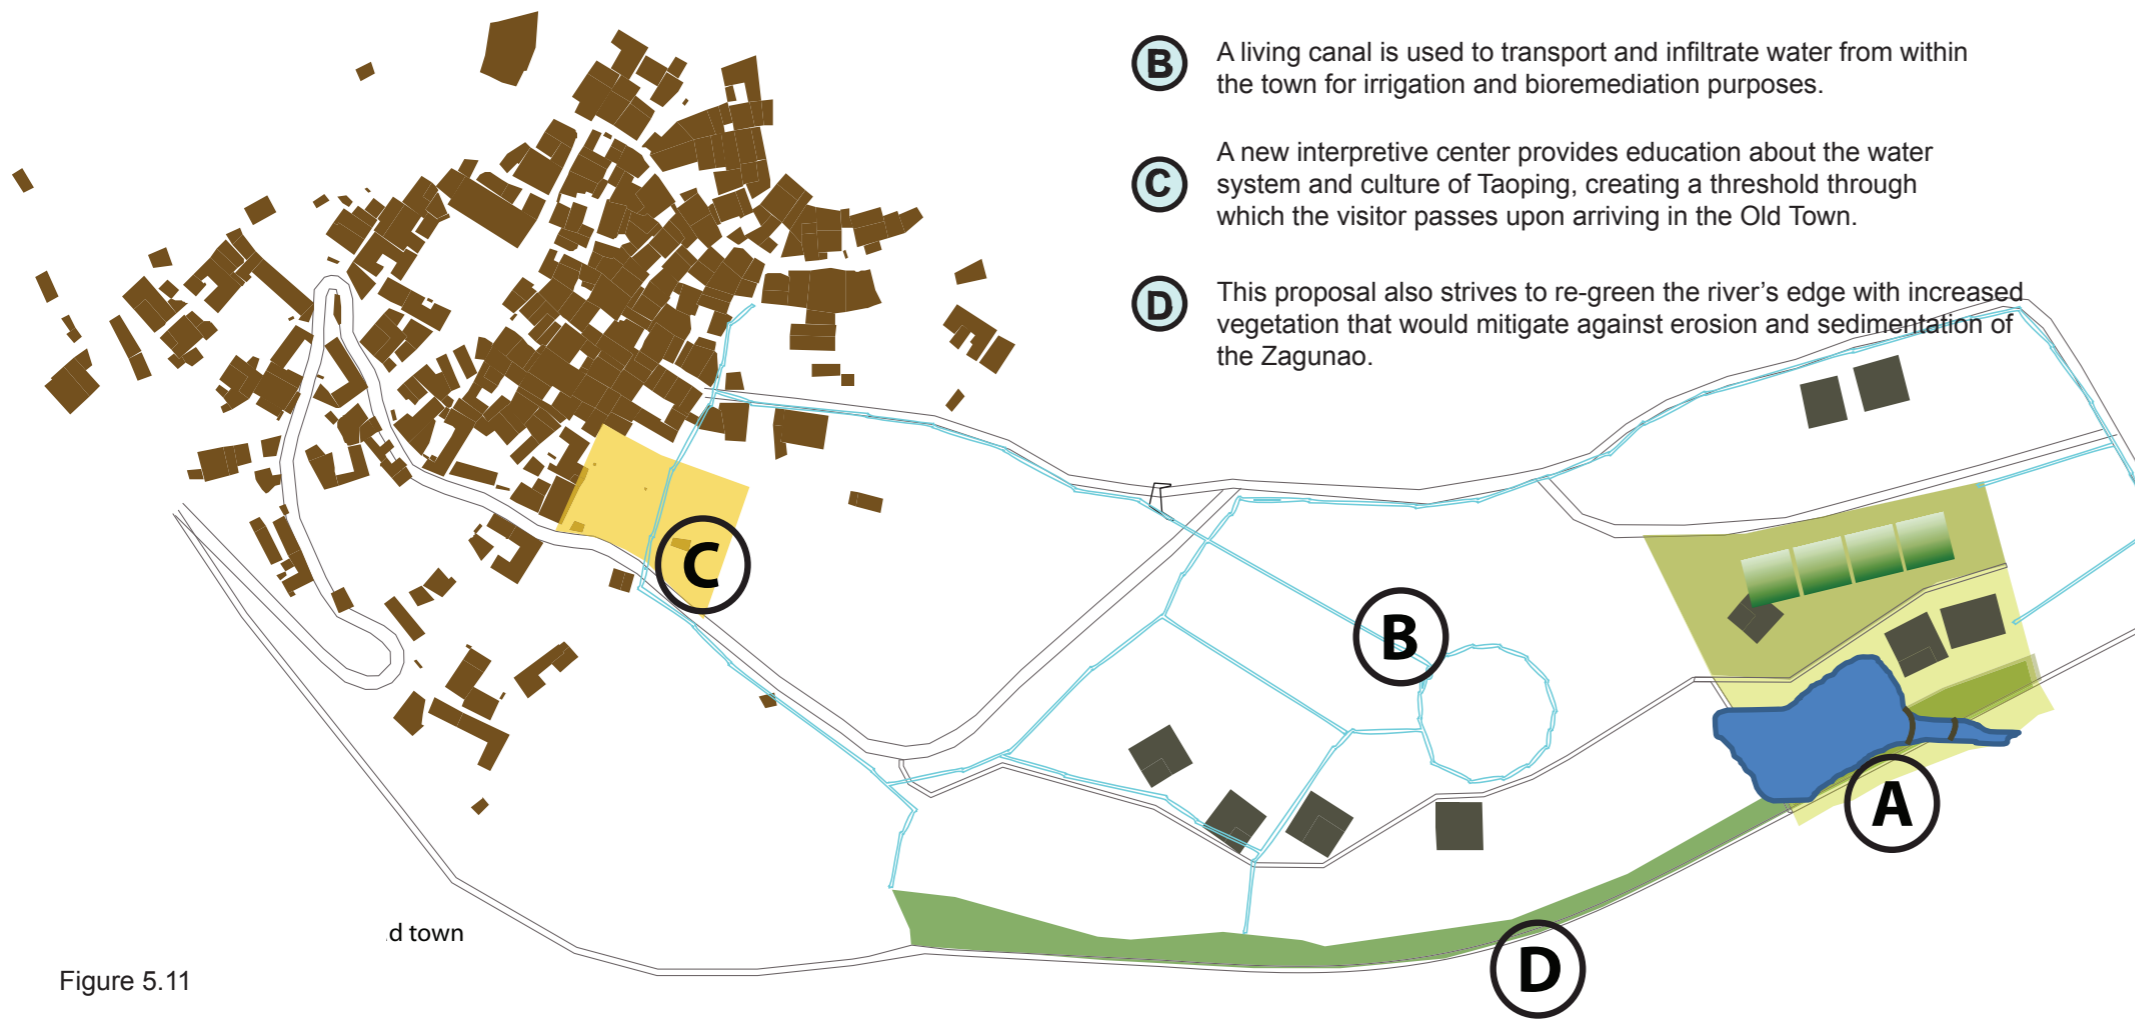 B
A living canal is used to transport and infiltrate water from within
the town for irrigation and bioremediation purposes.
C
A new interpretive center provides education about the water
system and culture of Taoping, creating a threshold through
which the visitor passes upon arriving in the Old Town.
D
This proposal also strives to re-green the river’s edge with increased
vegetation that would mitigate against erosion and sedimentation of
the Zagunao.
C
B
A
D
d town
Figure 5.11